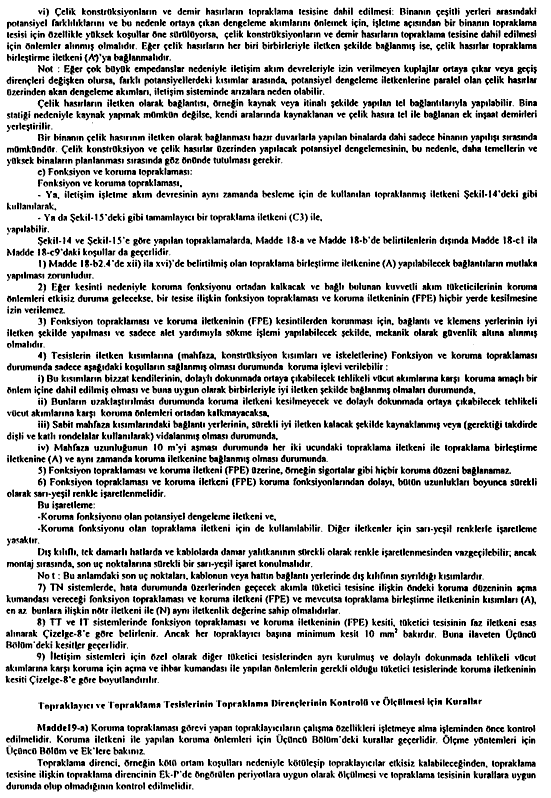 vi) Çelik konstrüksiyonların ve demir hasırların topraklama tesisine dahil edilmesi: Binanın çeşitli yerleri arasındaki
potansiyel farklılıklarını ve bu nedenle ortaya çıkan dengeleme akımlarını önlemek için, işletme açısından bir binanın topraklama
tesisi için özellikle yüksek koşullar öne sürülüyorsa, çelik konstrüksiyonların ve demir hasırların topraklama tesisine dahil edilmesi
için önlemler alınmış olmalıdır. Eğer çelik hasırların her biri birbirleriyle iletken şekilde bağlanmış ise, çelik hasırlar topraklama
birleştirme iletkeni (A)'ya bağlanmalıdır.
Not : Eğer çok büyük empedanslar nedeniyle iletişim akım devreleriyle izin verilmeyen kuplajlar ortaya çıkar veya geçiş
dirençleri değişken olursa, farklı potansiyellerdeki kısımlar arasında, potansiyel dengeleme iletkenlerine paralel olan çelik hasırlar
üzerinden akan dengeleme akımları, iletişim sisteminde arızalara neden olabilir.
Çelik hasırların iletken olarak bağlantısı, örneğin kaynak veya itinalı şekilde yapılan tel bağlantılarıyla yapılabilir. Bina
statiği nedeniyle kaynak yapmak mümkün değilse, kendi aralarında kaynaklanan ve çelik hasıra tel ile bağlanan ek inşaat demirleri
yerleştirilir.
Bir binanın çelik hasırının iletken olarak bağlanması hazır duvarlarla yapılan binalarda dahi sadece binanın yapılışı sırasında
mümkündür. Çelik konstrüksiyon ve çelik hasırlar üzerinden yapılacak potansiyel dengelemesinin, bu nedenle, daha temellerin ve
yüksek binaların planlanması sırasında göz önünde tutulması gerekir.
c) Fonksiyon ve koruma topraklaması:
Fonksiyon ve koruma topraklaması,
- Ya, iletişim işletme akım devresinin aynı zamanda besleme için de kullanılan topraklanmış iletkeni Şekil-14'deki gibi
kullanılarak,
- Ya da Şekil-15'deki gibi tamamlayıcı bir topraklama iletkeni (C3) ile,
yapılabilir.
Şekil-14 ve Şekil-15'e göre yapılan topraklamalarda, Madde 18-a ve Madde 18-b'de belirtilenlerin dışında Madde 18-c1 ila
Madde 18-c9'daki koşullar da geçerlidir.
1) Madde 18-b2.4'de xii) ila xvi)'de belirtilmiş olan topraklama birleştirme iletkenine (A) yapılabilecek bağlantıların mutlaka
yapılması zorunludur.
2) Eğer kesinti nedeniyle koruma fonksiyonu ortadan kalkacak ve bağlı bulunan kuvvetli akım tüketicilerinin koruma
önlemleri etkisiz duruma gelecekse, bir tesise ilişkin fonksiyon topraklaması ve koruma iletkeninin (FPE) hiçbir yerde kesilmesine
izin verilemez.
3) Fonksiyon topraklaması ve koruma iletkeninin (FPE) kesintilerden korunması için, bağlantı ve klemens yerlerinin iyi
iletken şekilde yapılması ve sadece alet yardımıyla sökme işlemi yapılabilecek şekilde, mekanik olarak güvenlik altına alınmış
olmalıdır.
4) Tesislerin iletken kısımlarına (mahfaza, konstrüksiyon kısımları ve iskeletlerine) Fonksiyon ve koruma topraklaması
durumunda sadece aşağıdaki koşulların sağlanmış olması durumunda koruma işlevi verilebilir :
i) Bu kısımların bizzat kendilerinin, dolaylı dokunmada ortaya çıkabilecek tehlikeli vücut akımlarına karşı koruma amaçlı bir
önlem içine dahil edilmiş olması ve buna uygun olarak birbirleriyle iyi iletken şekilde bağlanmış olmaları durumunda,
ii) Bunların uzaklaştırılması durumunda koruma iletkeni kesilmeyecek ve dolaylı dokunmada ortaya çıkabilecek tehlikeli
vücut akımlarına karşı koruma önlemleri ortadan kalkmayacaksa,
iii) Sabit mahfaza kısımlarındaki bağlantı yerlerinin, sürekli iyi iletken kalacak şekilde kaynaklanmış veya (gerektiği takdirde
dişli ve katlı rondelalar kullanılarak) vidalanmış olması durumunda,
iv) Mahfaza uzunluğunun 10 m'yi aşması durumunda her iki ucundaki topraklama iletkeni ile topraklama birleştirme
iletkenine (A) ve aynı zamanda koruma iletkenine bağlanmış olması durumunda.
5) Fonksiyon topraklaması ve koruma iletkeni (FPE) üzerine, örneğin sigortalar gibi hiçbir koruma düzeni bağlanamaz.
6) Fonksiyon topraklaması ve koruma iletkeni (FPE) koruma fonksiyonlarından dolayı, bütün uzunlukları boyunca sürekli
olarak sarı-yeşil renkle işaretlenmelidir.
Bu işaretleme:
-Koruma fonksiyonu olan potansiyel dengeleme iletkeni ve,
-Koruma fonksiyonu olan topraklama iletkeni için de kullanılabilir. Diğer iletkenler için sarı-yeşil renklerle işaretleme
yasaktır.
Dış kılıflı, tek damarlı hatlarda ve kablolarda damar yalıtkanının sürekli olarak renkle işaretlenmesinden vazgeçilebilir; ancak
montaj sırasında, son uç noktalarına sürekli bir sarı-yeşil işaret konulmalıdır.
Not : Bu anlamdaki son uç noktaları, kablonun veya hattın bağlantı yerlerinde dış kılıfının sıyrıldığı kısımlardır.
7) TN sistemlerde, hata durumunda üzerlerinden geçecek akımla tüketici tesisine ilişkin öndeki koruma düzeninin açma
kumandası vereceği fonksiyon topraklaması ve koruma iletkeni (FPE) ve mevcutsa topraklama birleştirme iletkeninin kısımları (A),
en az bunlara ilişkin nötr iletkeni ile (N) aynı iletkenlik değerine sahip olmalıdırlar.
8) TT ve IT sistemlerinde fonksiyon topraklaması ve koruma iletkeninin (FPE) kesiti, tüketici tesisinin faz iletkeni esas
alınarak Çizelge-8'e göre belirlenir. Ancak her topraklayıcı başına minimum kesit 10 mm² bakırdır. Buna ilaveten Üçüncü
Bölüm'deki kesitler geçerlidir.
9) İletişim sistemleri için özel olarak diğer tüketici tesislerinden ayrı kurulmuş ve dolaylı dokunmada tehlikeli vücut
akımlarına karşı koruma için açma ve ihbar kumandası ile yapılan önlemlerin gerekli olduğu tüketici tesislerinde koruma iletkeninin
kesiti Çizelge-8'e göre boyutlandırılır.
Topraklayıcı ve Topraklama Tesislerinin Topraklama Dirençlerinin Kontrolü ve Ölçülmesi için Kurallar
Madde19-a) Koruma topraklaması görevi yapan topraklayıcıların çalışma özellikleri işletmeye alma işleminden önce kontrol
edilmelidir. Koruma iletkeni ile yapılan koruma önlemleri için Üçüncü Bölüm'deki kurallar geçerlidir. Ölçme yöntemleri için
Üçüncü Bölüm ve Ek'lere bakınız.
Topraklama direnci, örneğin kötü ortam koşulları nedeniyle kötüleşip topraklayıcılar etkisiz kalabileceğinden, topraklama
tesisine ilişkin topraklama direncinin Ek-P'de öngörülen periyotlara uygun olarak ölçülmesi ve topraklama tesisinin kurallara uygun
durumda olup olmadığının kontrol edilmelidir.